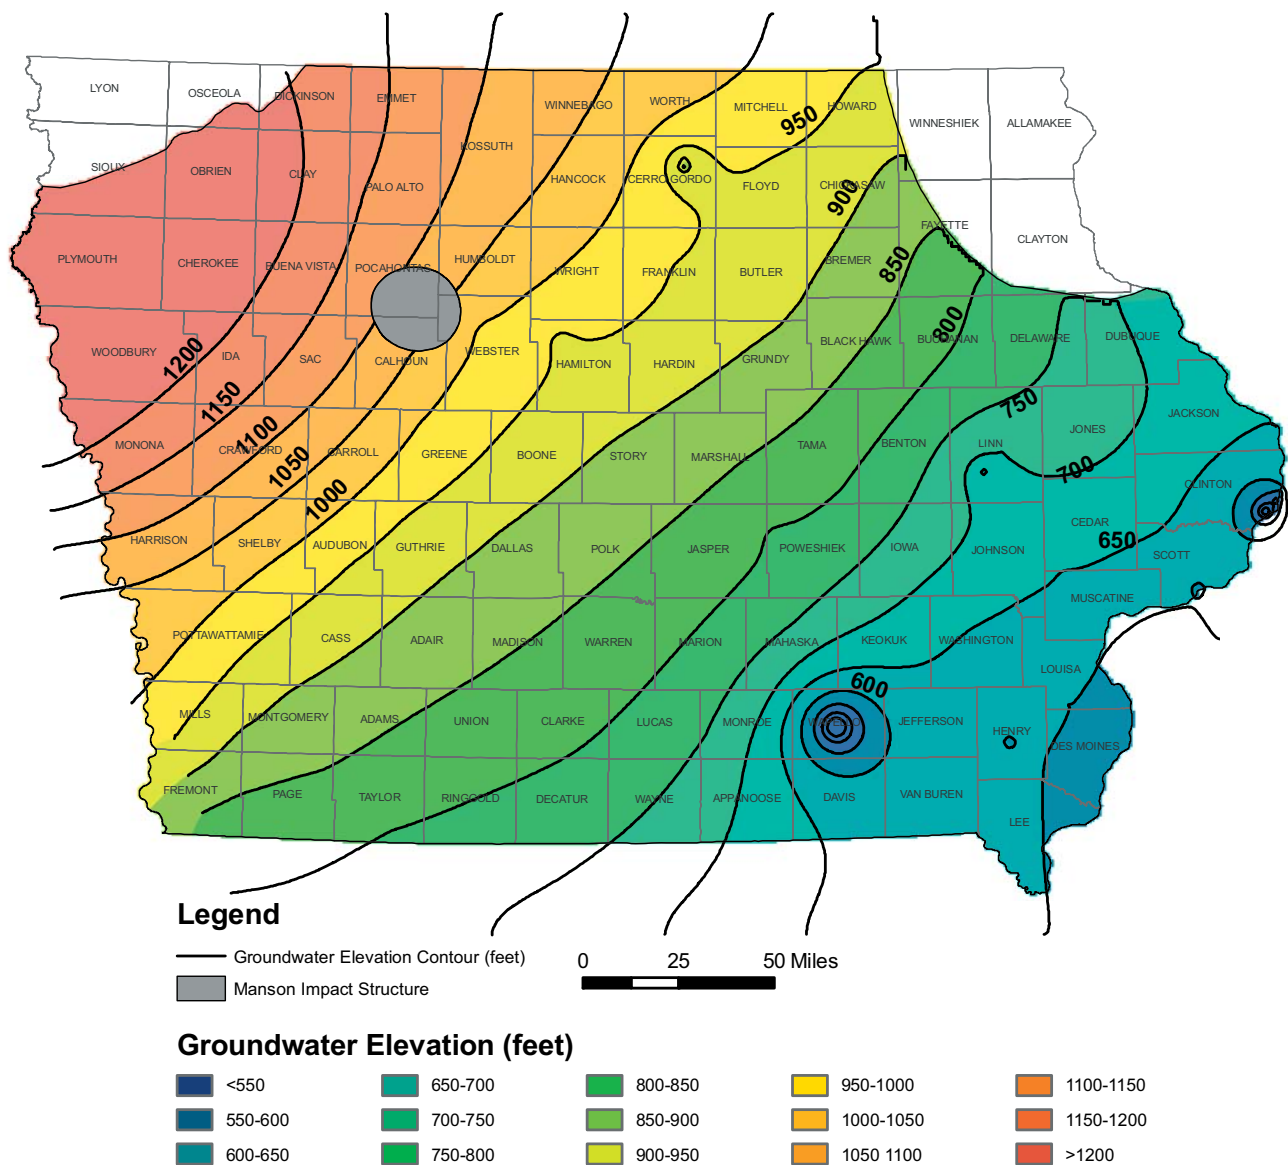 LYON OSCEOLA DICKINSON EMMET WINNEBAGO WORTH MITCHELL HOWARD WINNESHIEK ALLAMAKEE
950
SIOUX OBRIEN CLAY PALO ALTO KOSSUTH HANCOCK CERRO GORDO FLOYD CHICKASAW
900
FAYETTE CLAYTON
PLYMOUTH CHEROKEE BUENA VISTA POCAHONTAS HUMBOLDT WRIGHT FRANKLIN BUTLER BREMER
850
800
WOODBURY IDA SAC CALHOUN WEBSTER HAMILTON HARDIN GRUNDY BLACK HAWK BUCHANAN DELAWARE DUBUQUE
1200
1150
750
MONONA CRAWFORD CARROLL GREENE BOONE STORY MARSHALL TAMA BENTON LINN JONES JACKSON
1100
1050
700
1000
CLINTON
CEDAR
650
HARRISON SHELBY AUDUBON GUTHRIE DALLAS POLK JASPER POWESHIEK IOWA JOHNSON SCOTT
MUSCATINE
POTTAWATTAMIE CASS ADAIR MADISON WARREN MARION MAHASKA KEOKUK WASHINGTON
LOUISA
600
MILLS MONTGOMERY ADAMS UNION CLARKE LUCAS MONROE WAPELLO JEFFERSON HENRY
DES MOINES
FREMONT PAGE TAYLOR RINGGOLD DECATUR WAYNE APPANOOSE DAVIS VAN BUREN
LEE
Legend
Groundwater Elevation Contour (feet)
Manson Impact Structure
0 25 50 Miles
Groundwater Elevation (feet)
<550 650-700 800-850 950-1000 1100-1150
550-600 700-750 850-900 1000-1050 1150-1200
600-650 750-800 900-950 1050 1100 >1200